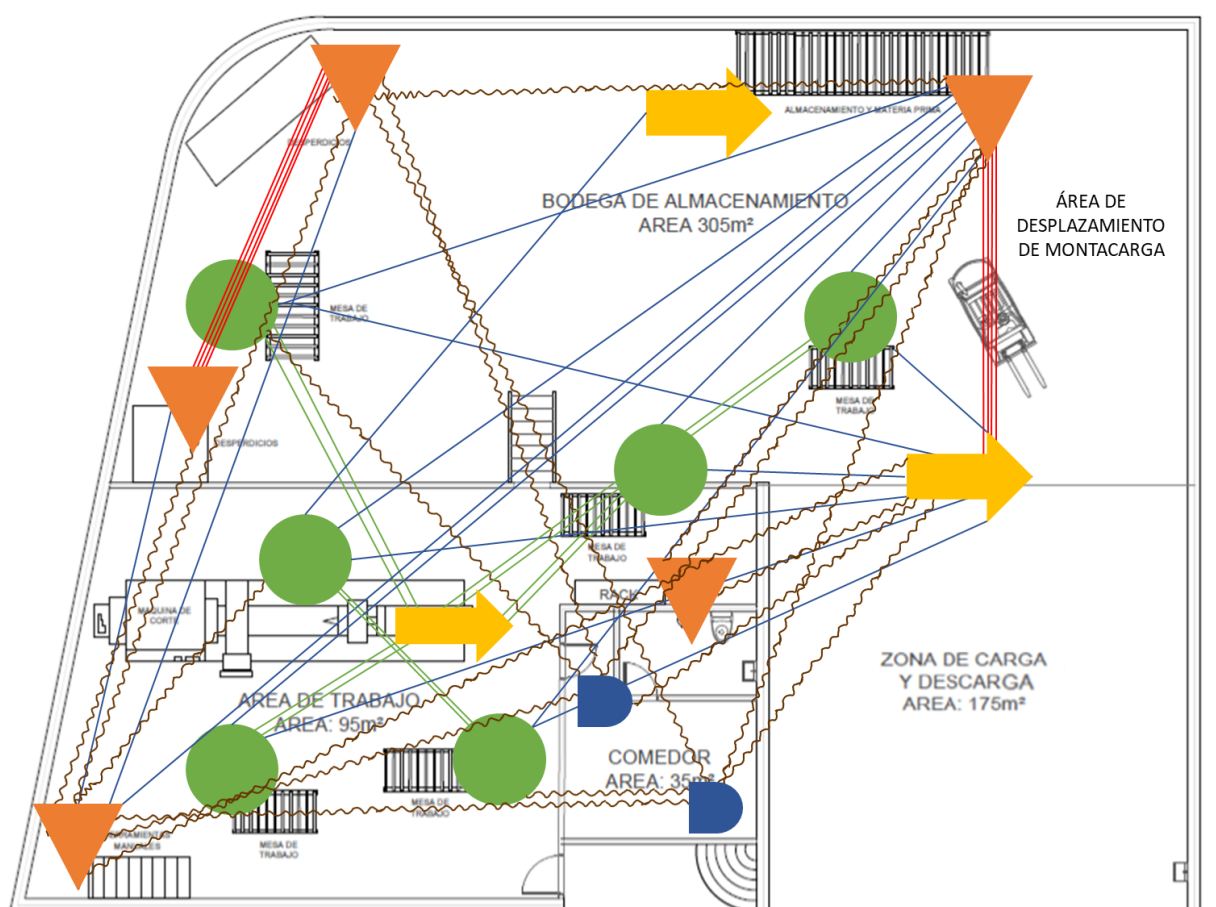 ALMACENAMIENTO Y MATERIA PRIMA
DESPERDICIOS
BODEGA DE ALMACENAMIENTO
AREA 305m²
ÁREA DE
DESPLAZAMIENTO
DE MONTACARGA
MESA DE
TRABAJO
MESA DE
TRABAJO
DESPERDICIOS
MESA DE
TRABAJO
RACK
MAQUINA DE
CORTE
ZONA DE CARGA
Y DESCARGA
AREA: 175m²
AREA DE TRABAJO
AREA: 95m²
COMEDOR
AREA: 35m²
MESA DE
TRABAJO
HERRAMIENTAS
MANUALES
MESA DE
TRABAJO